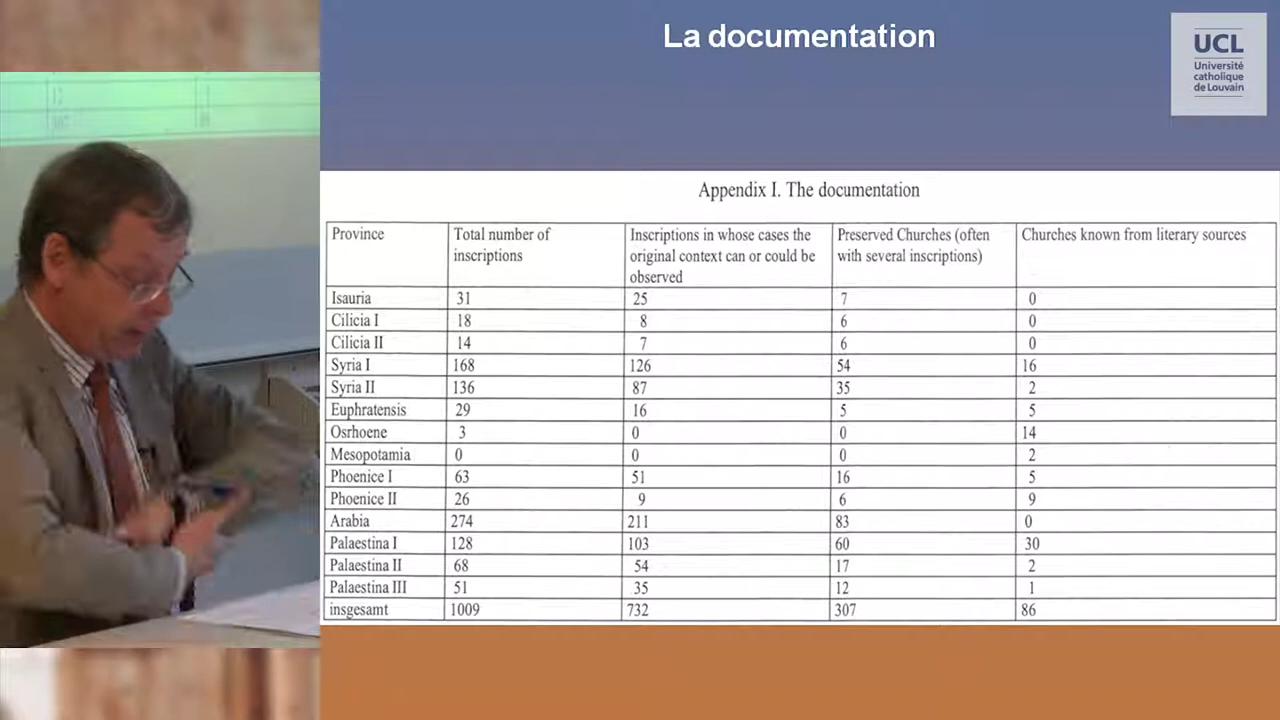 La documentation
UCL
Université
catholique
de Louvain
Appendix I. The documentation
Province | Total number of inscriptions | Inscriptions in whose cases the original context can or could be observed | Preserved Churches (often with several inscriptions) | Churches known from literary sources
Isauria | 31 | 25 | 7 | 0
Cilicia I | 18 | 8 | 6 | 0
Cilicia II | 14 | 7 | 6 | 0
Syria I | 168 | 126 | 54 | 16
Syria II | 136 | 87 | 35 | 2
Euphratensis | 29 | 16 | 5 | 5
Osrhoene | 3 | 0 | 0 | 14
Mesopotamia | 0 | 0 | 0 | 2
Phoenice I | 63 | 51 | 16 | 5
Phoenice II | 26 | 9 | 6 | 9
Arabia | 274 | 211 | 83 | 0
Palaestina I | 128 | 103 | 60 | 30
Palaestina II | 68 | 54 | 17 | 2
Palaestina III | 51 | 35 | 12 | 1
insgesamt | 1009 | 732 | 307 | 86